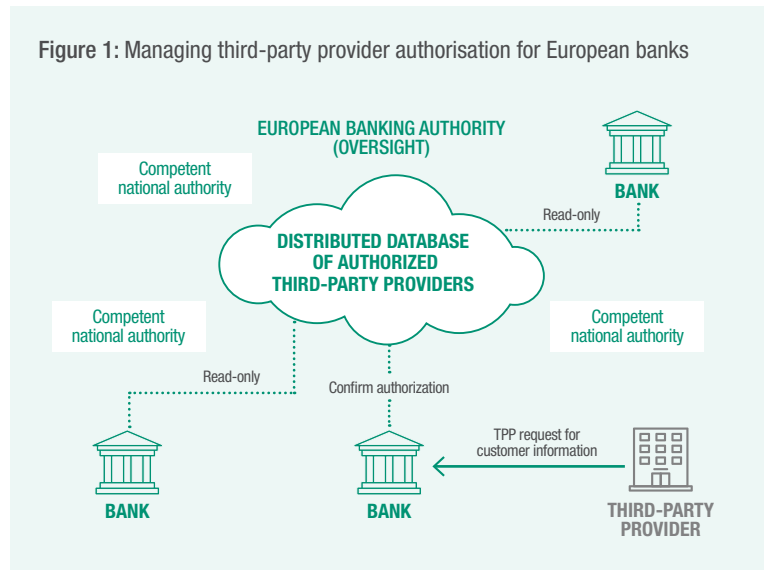 Figure 1: Managing third-party provider authorisation for European banks
EUROPEAN BANKING AUTHORITY
(OVERSIGHT)
Competent
national authority
BANK
Read-only
DISTRIBUTED DATABASE
OF AUTHORIZED
THIRD-PARTY PROVIDERS
Competent
national authority
Competent
national authority
Read-only
Confirm authorization
TPP request for
customer information
BANK
BANK
THIRD-PARTY
PROVIDER